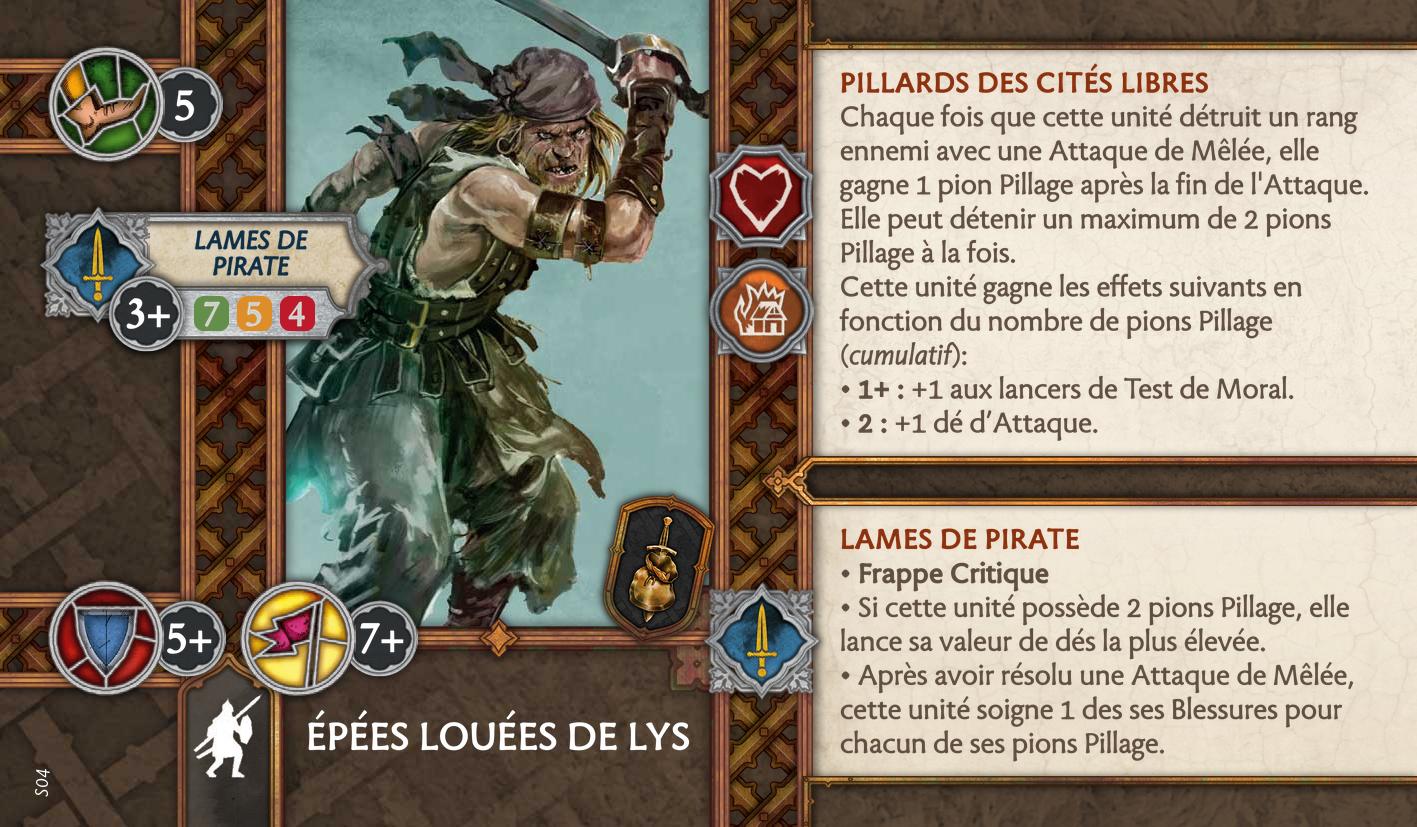 5
LAMES DE
PIRATE
3+ 7 5 4
5+ 7+
ÉPÉES LOUÉES DE LYS
S04
PILLARDS DES CITÉS LIBRES
Chaque fois que cette unité détruit un rang
ennemi avec une Attaque de Mêlée, elle
gagne 1 pion Pillage après la fin de l'Attaque.
Elle peut détenir un maximum de 2 pions
Pillage à la fois.
Cette unité gagne les effets suivants en
fonction du nombre de pions Pillage
(cumulatif):
• 1+ : +1 aux lancers de Test de Moral.
• 2 : +1 dé d’Attaque.
LAMES DE PIRATE
• Frappe Critique
• Si cette unité possède 2 pions Pillage, elle
lance sa valeur de dés la plus élevée.
• Après avoir résolu une Attaque de Mêlée,
cette unité soigne 1 des ses Blessures pour
chacun de ses pions Pillage.